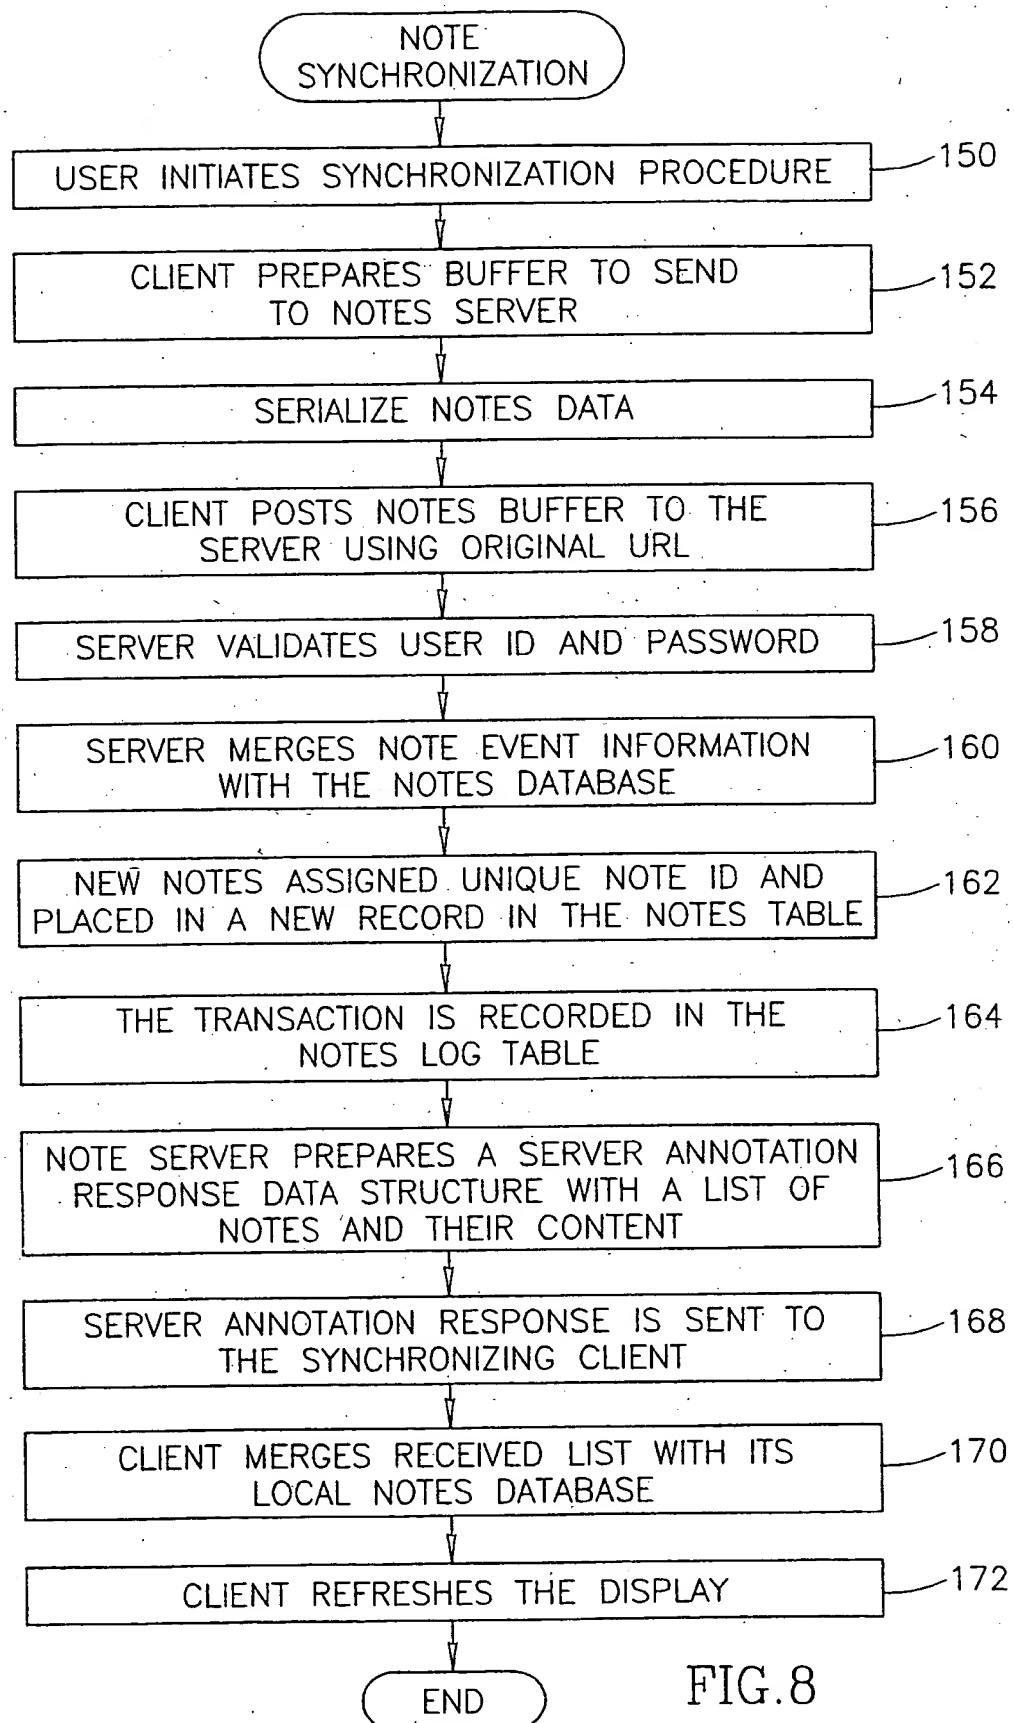 NOTE
SYNCHRONIZATION
USER INITIATES SYNCHRONIZATION PROCEDURE
150
CLIENT PREPARES BUFFER TO SEND
TO NOTES SERVER
152
SERIALIZE NOTES DATA
154
CLIENT POSTS NOTES BUFFER TO THE
SERVER USING ORIGINAL URL
156
SERVER VALIDATES USER ID AND PASSWORD
158
SERVER MERGES NOTE EVENT INFORMATION
WITH THE NOTES DATABASE
160
NEW NOTES ASSIGNED UNIQUE NOTE ID AND
PLACED IN A NEW RECORD IN THE NOTES TABLE
162
THE TRANSACTION IS RECORDED IN THE
NOTES LOG TABLE
164
NOTE SERVER PREPARES A SERVER ANNOTATION
RESPONSE DATA STRUCTURE WITH A LIST OF
NOTES AND THEIR CONTENT
166
SERVER ANNOTATION RESPONSE IS SENT TO
THE SYNCHRONIZING CLIENT
168
CLIENT MERGES RECEIVED LIST WITH ITS
LOCAL NOTES DATABASE
170
CLIENT REFRESHES THE DISPLAY
172
END
FIG.8